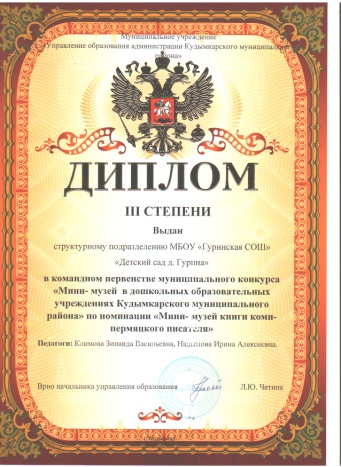 Муниципальное учреждение
«Управление образования администрации Кудымкарского муниципального
района»
ДИПЛОМ
III СТЕПЕНИ
Выдан
структурному подразделению МБОУ «Гуринская СОШ»
«Детский сад д. Гурина»
в командном первенстве муниципального конкурса
«Мини- музей в дошкольных образовательных
учреждениях Кудымкарского муниципального
района» по номинации «Мини- музей книги коми-
пермяцкого писателя»
Педагоги: Климова Зинаида Васильевна, Надымова Ирина Алексеевна.
Врио начальника управления образования Л.Ю. Четина